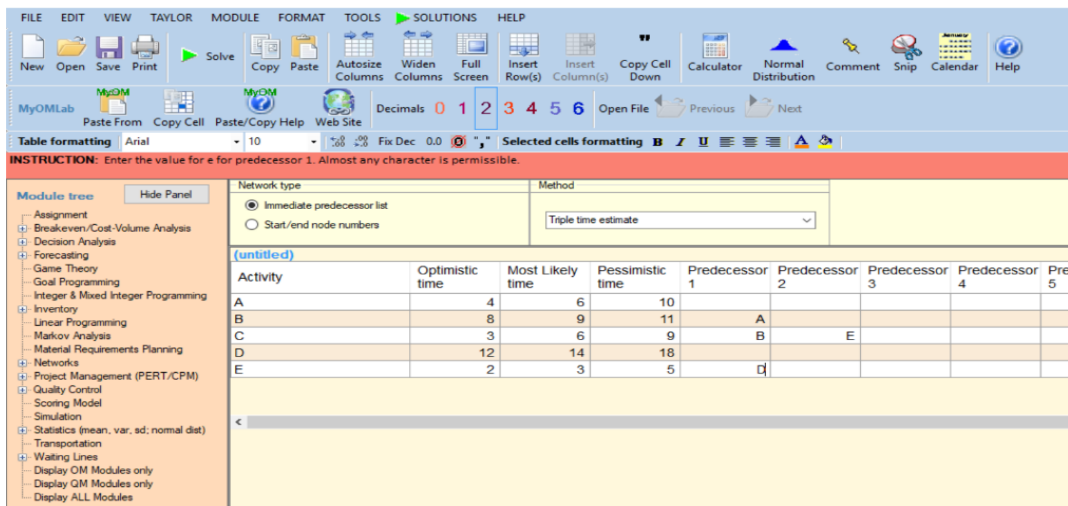 FILE EDIT VIEW TAYLOR MODULE FORMAT TOOLS SOLUTIONS HELP
New Open Save Print Solve Copy Paste Autosize Columns Widen Columns Full Screen Insert Row(s) Insert Column(s) Copy Cell Down Calculator Normal Distribution Comment Snip Calendar Help
MyOMLab MyOM Paste From Copy Cell MyOM Paste/Copy Help Web Site Decimals 0 1 2 3 4 5 6 Open File Previous Next
Table formatting Arial 10 Fix Dec 0.0 "," Selected cells formatting B I U A
INSTRUCTION: Enter the value for e for predecessor 1. Almost any character is permissible.
Module tree Hide Panel
Assignment
Breakeven/Cost-Volume Analysis
Decision Analysis
Forecasting
Game Theory
Goal Programming
Integer & Mixed Integer Programming
Inventory
Linear Programming
Markov Analysis
Material Requirements Planning
Networks
Project Management (PERT/CPM)
Quality Control
Scoring Model
Simulation
Statistics (mean, var, sd; normal dist)
Transportation
Waiting Lines
Display OM Modules only
Display QM Modules only
Display ALL Modules
Network type
Immediate predecessor list
Start/end node numbers
Method
Triple time estimate
(untitled)
Activity Optimistic time Most Likely time Pessimistic time Predecessor 1 Predecessor 2 Predecessor 3 Predecessor 4 Pre 5
A 4 6 10
B 8 9 11 A
C 3 6 9 B E
D 12 14 18
E 2 3 5 D